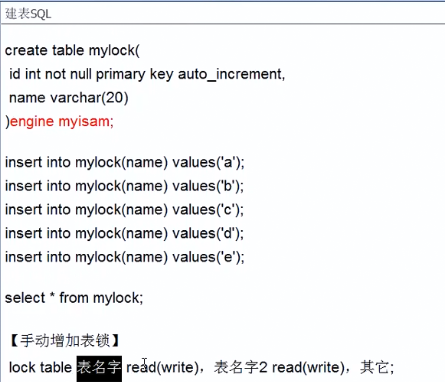 建表SQL
create table mylock(
id int not null primary key auto_increment,
name varchar(20)
)engine myisam;
insert into mylock(name) values('a');
insert into mylock(name) values('b');
insert into mylock(name) values('c');
insert into mylock(name) values('d');
insert into mylock(name) values('e');
select * from mylock;
【手动增加表锁】
lock table 表名字 read(write)，表名字2 read(write)，其它;